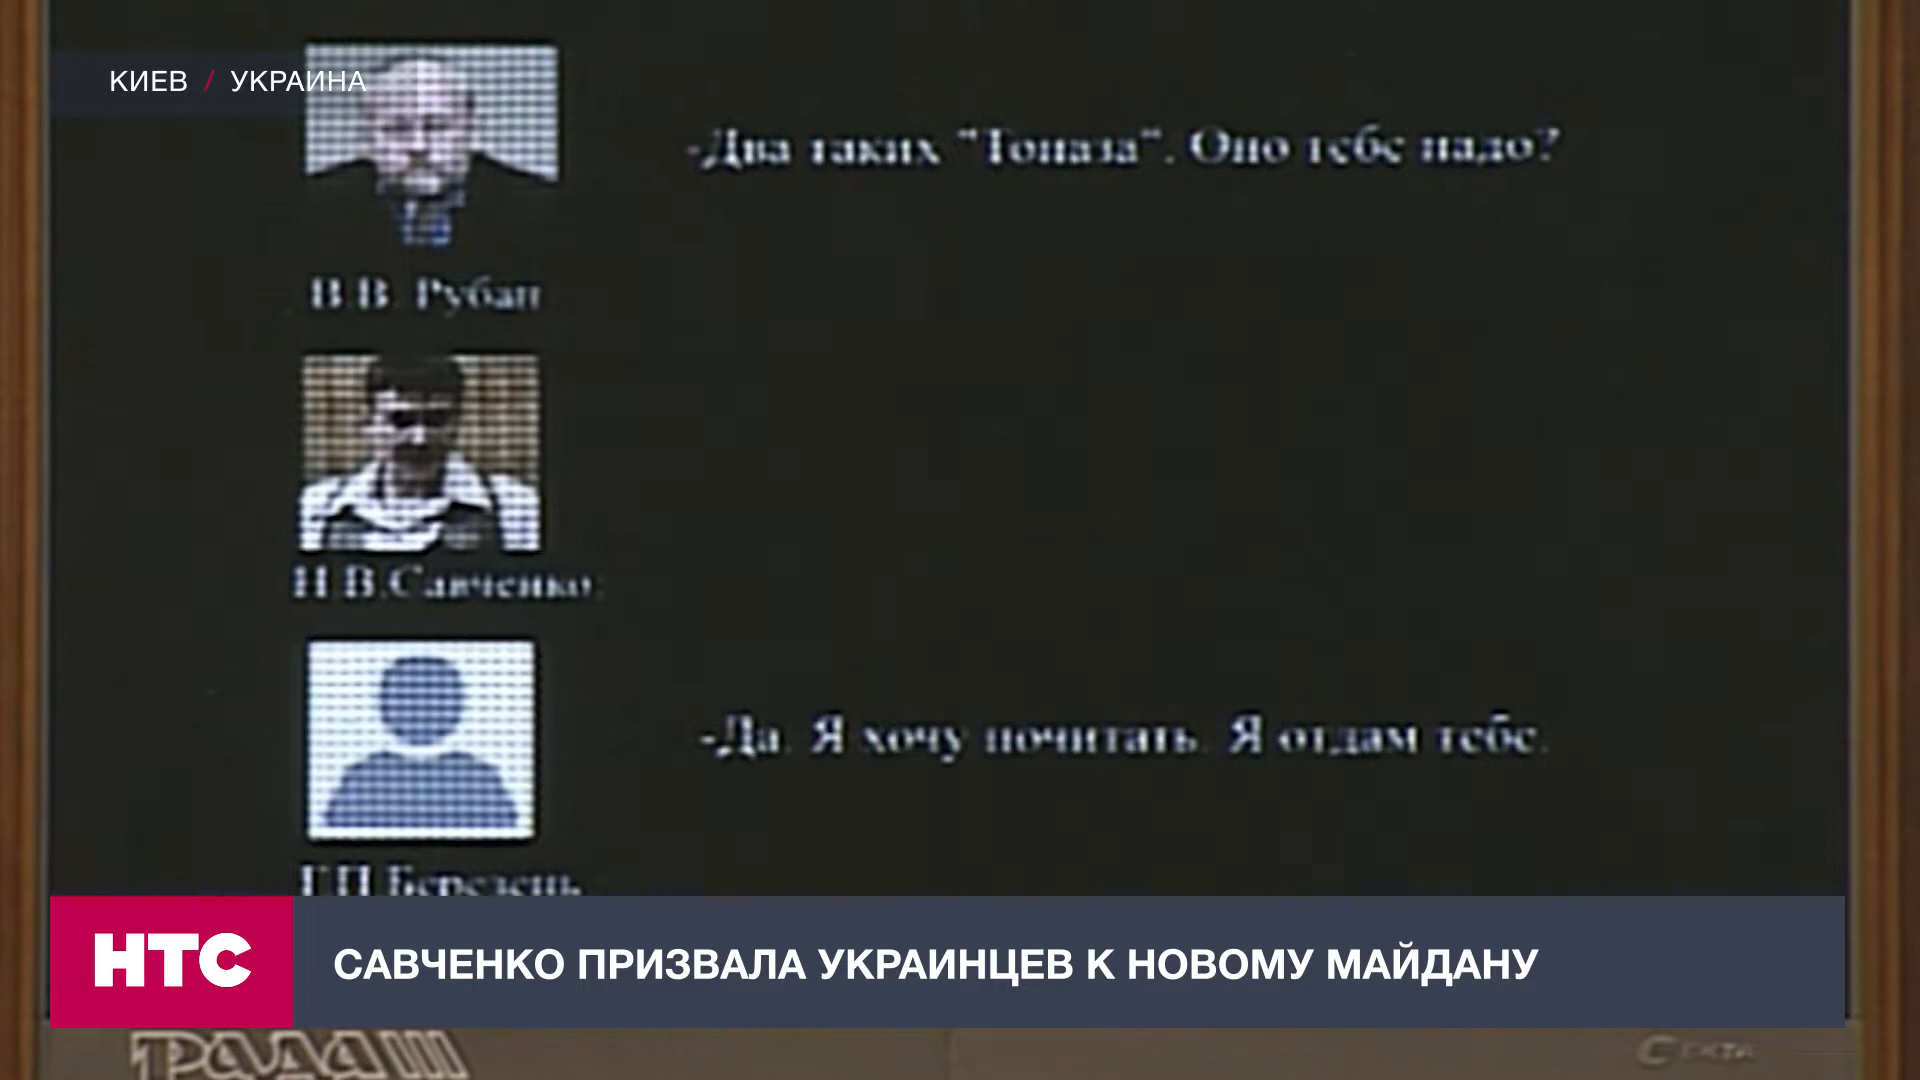 КИЕВ / УКРАИНА
-Два таких "Топаза". Оно тебе надо?
В.В. Рубан
Н.В.Савченко:
-Да. Я хочу почитать. Я отдам тебе.
НТС
САВЧЕНКО ПРИЗВАЛА УКРАИНЦЕВ К НОВОМУ МАЙДАНУ
РАДА